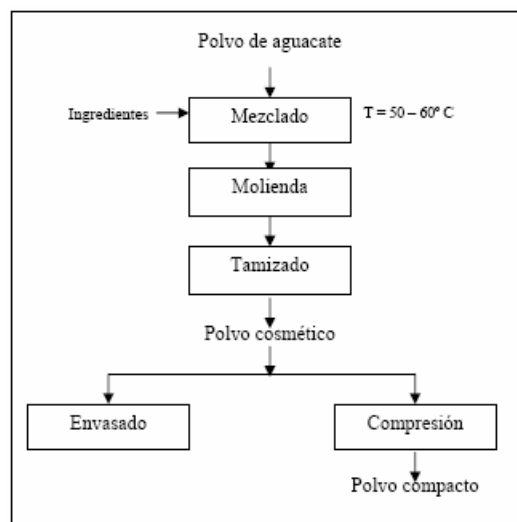 Polvo de aguacate
Ingredientes
Mezclado
T = 50 – 60º C
Molienda
Tamizado
Polvo cosmético
Envasado
Compresión
Polvo compacto